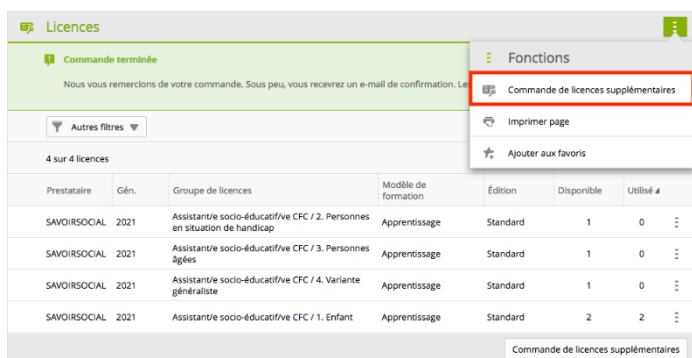 Licences
Commande terminée
Nous vous remercions de votre commande. Sous peu, vous recevrez un e-mail de confirmation. Les
Fonctions
Commande de licences supplémentaires
Imprimer page
Ajouter aux favoris
Autres filtres
4 sur 4 licences
Prestataire Gén. Groupe de licences Modèle de formation Édition Disponible Utilisé
SAVOIRSOCIAL 2021 Assistant/e socio-éducatif/ve CFC / 2. Personnes
en situation de handicap Apprentissage Standard 1 0
SAVOIRSOCIAL 2021 Assistant/e socio-éducatif/ve CFC / 3. Personnes
âgées Apprentissage Standard 1 0
SAVOIRSOCIAL 2021 Assistant/e socio-éducatif/ve CFC / 4. Variante
généraliste Apprentissage Standard 1 0
SAVOIRSOCIAL 2021 Assistant/e socio-éducatif/ve CFC / 1. Enfant Apprentissage Standard 2 2
Commande de licences supplémentaires